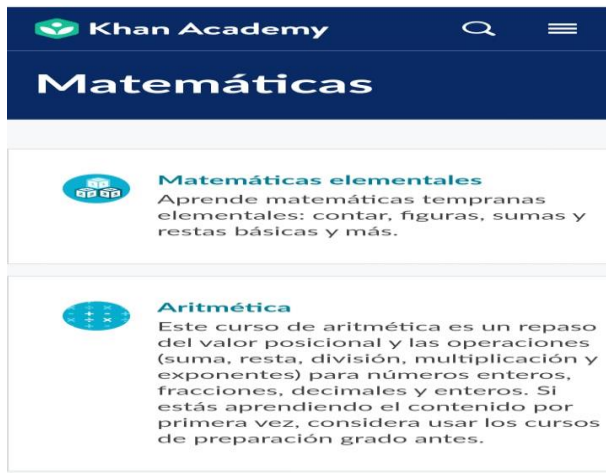 Khan Academy
Matemáticas
Matemáticas elementales
Aprende matemáticas tempranas
elementales: contar, figuras, sumas y
restas básicas y más.
Aritmética
Este curso de aritmética es un repaso
del valor posicional y las operaciones
(suma, resta, división, multiplicación y
exponentes) para números enteros,
fracciones, decimales y enteros. Si
estás aprendiendo el contenido por
primera vez, considera usar los cursos
de preparación grado antes.